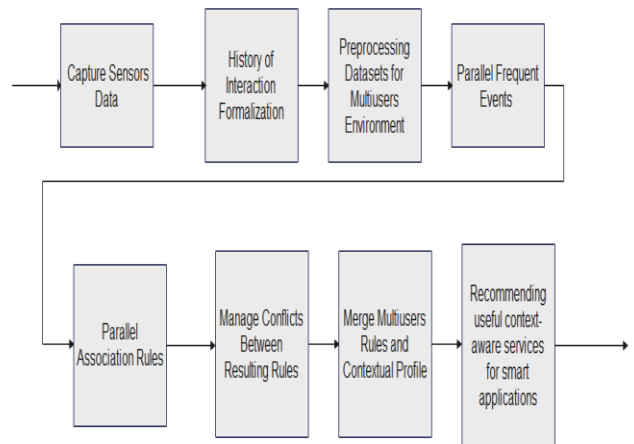 Capture Sensors
Data
History of
Interaction
Formalization
Preprocessing
Datasets for
Multiusers
Environment
Parallel Frequent
Events
Parallel
Association Rules
Manage Conflicts
Between
Resulting Rules
Merge Multiusers
Rules and
Contextual Profile
Recommending
useful context-
aware services
for smart
applications